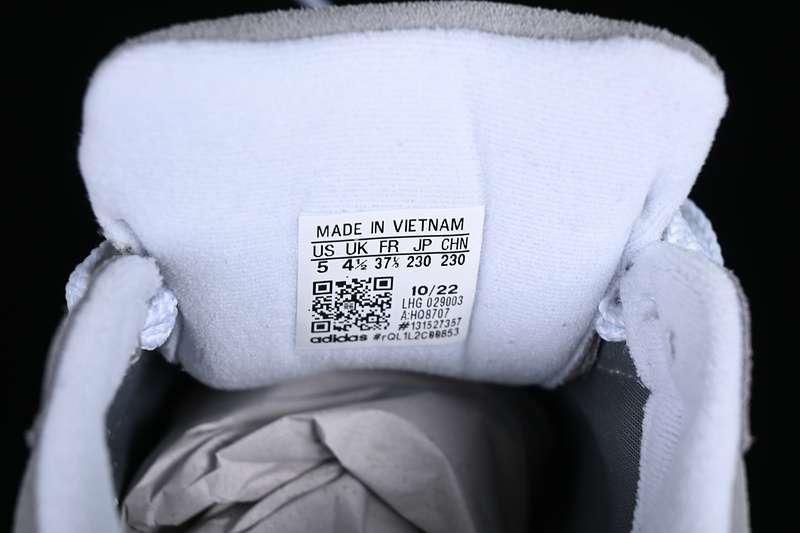 MADE IN VIETNAM
US UK FR JP CHN
5 4½ 37⅓ 230 230
10/22
LHG 029003
A:HQ8707
#131527357
adidas #rQL1L2C00853